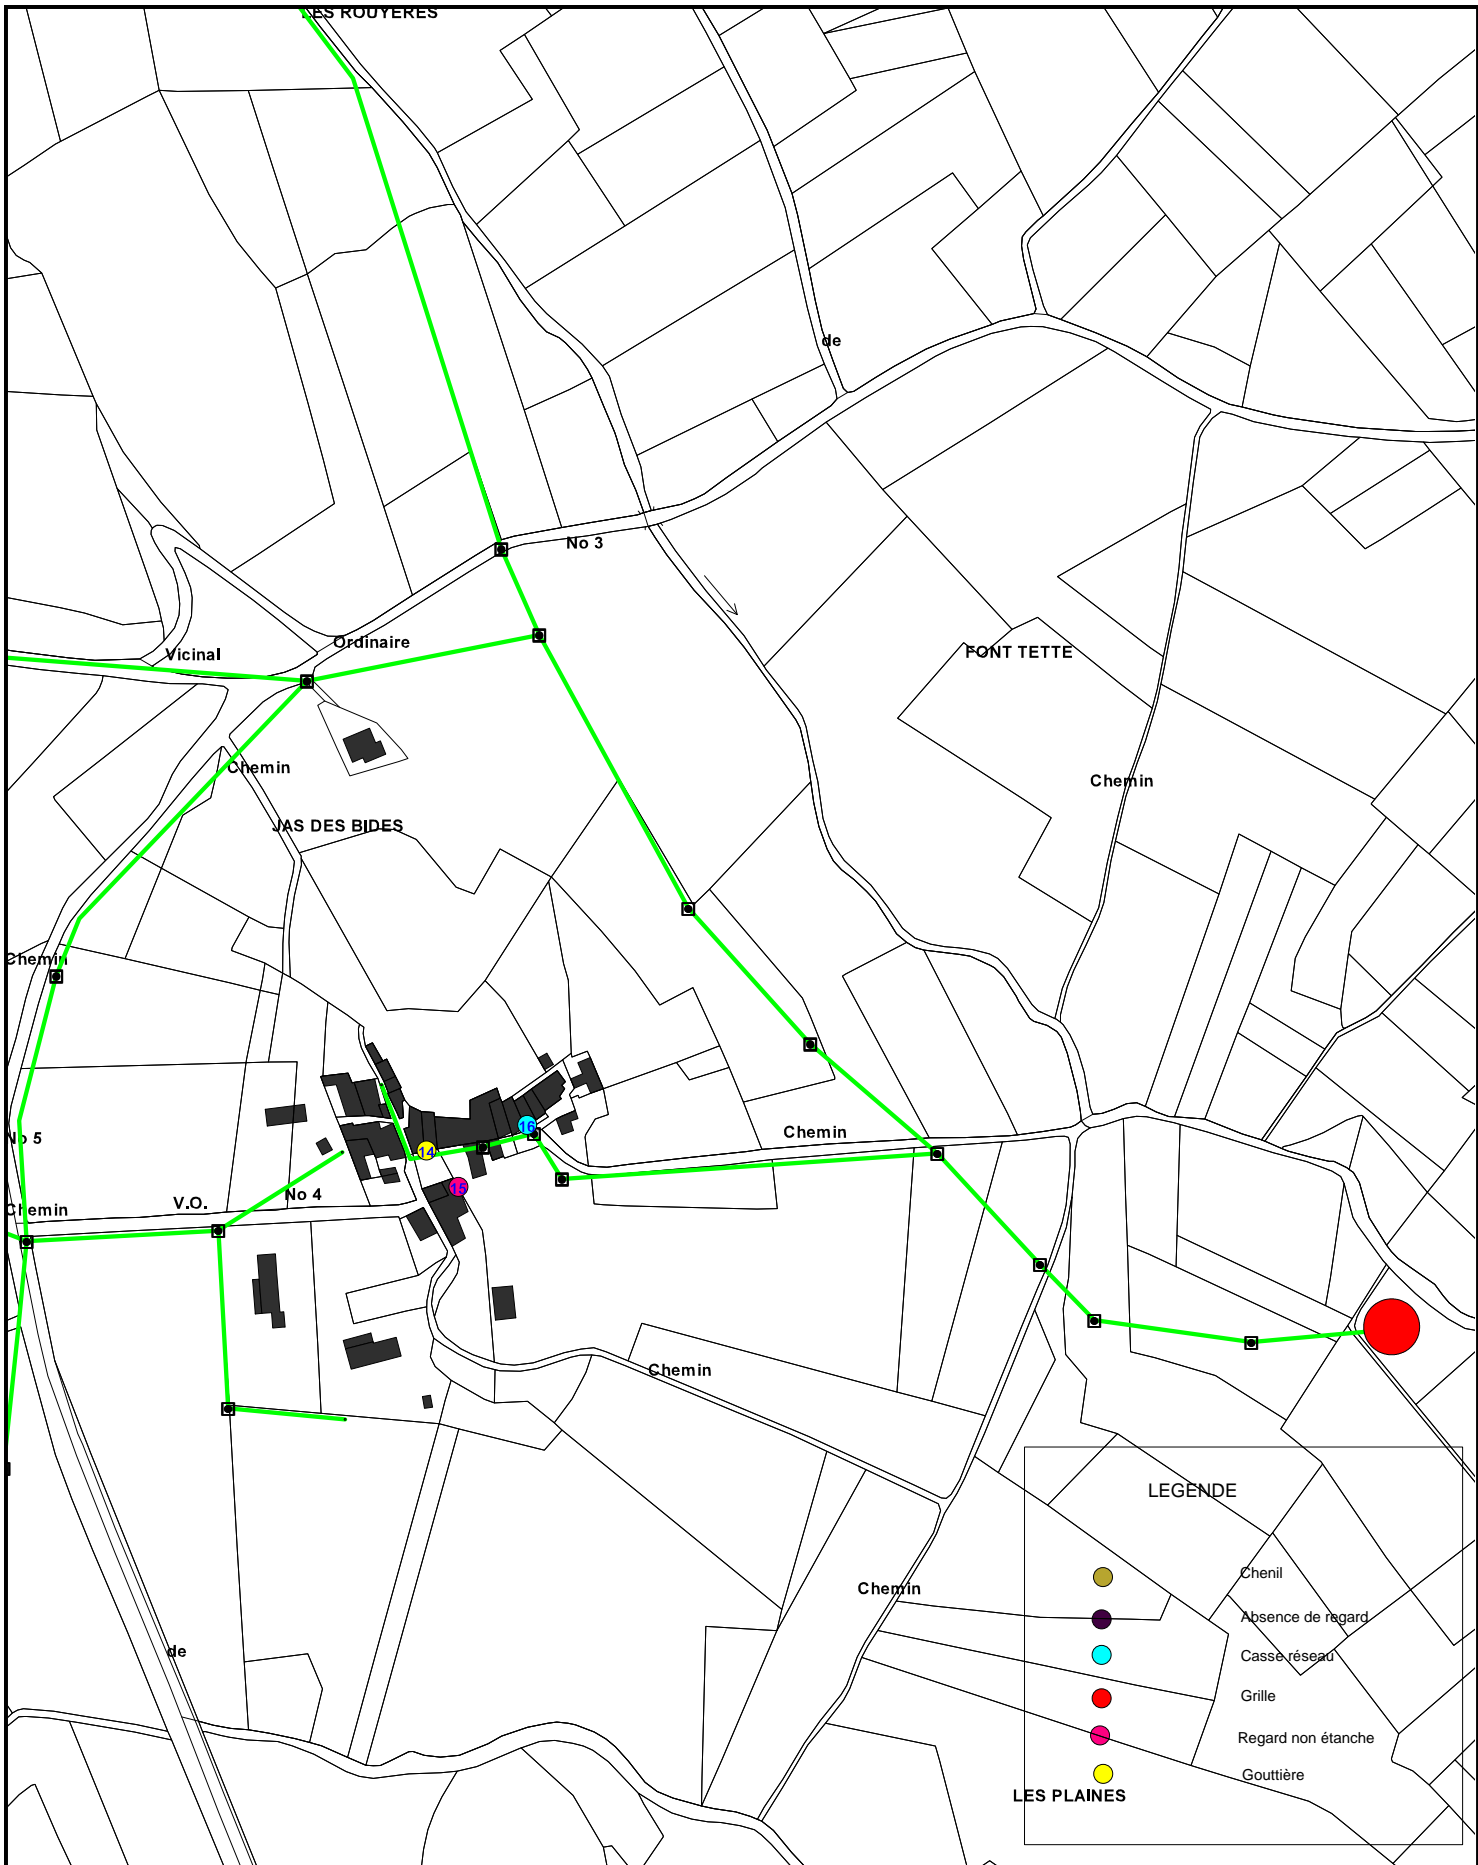 LES ROUYERES
de
No 3
Ordinaire
Vicinal
FONT TETTE
Chemin
Chemin
JAS DES BIDES
Chemin
16
Chemin
No 5
14
15
No 4
V.O.
Chemin
Chemin
LEGENDE
Chenil
Chemin
Absence de regard
de
Casse réseau
Grille
Regard non étanche
Gouttière
LES PLAINES